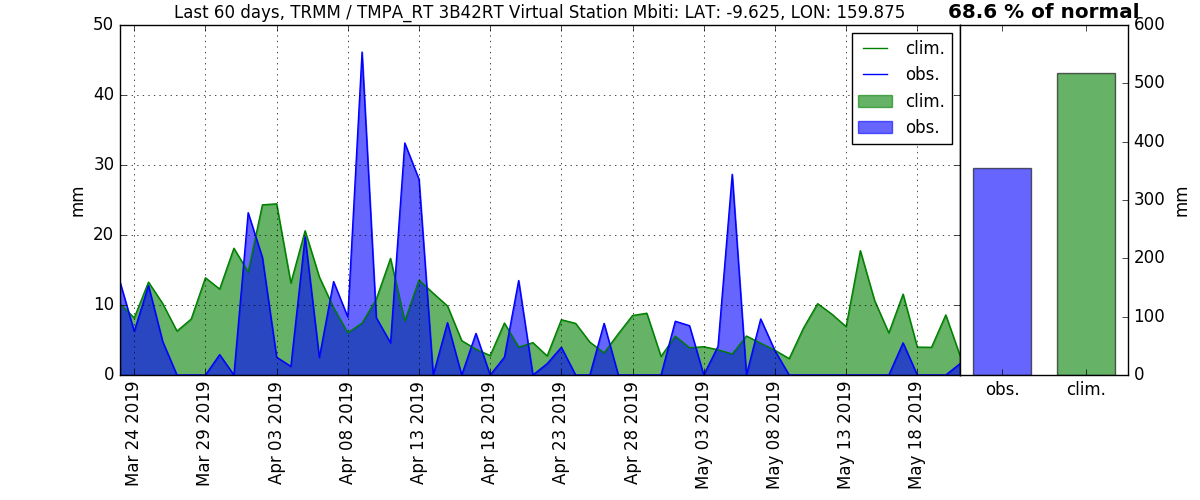 Last 60 days, TRMM / TMPA_RT 3B42RT Virtual Station Mbiti: LAT: -9.625, LON: 159.875
68.6 % of normal
50
40
30
20
10
0
mm
clim.
obs.
clim.
obs.
600
500
400
300
200
100
0
mm
obs.
clim.
Mar 24 2019
Mar 29 2019
Apr 03 2019
Apr 08 2019
Apr 13 2019
Apr 18 2019
Apr 23 2019
Apr 28 2019
May 03 2019
May 08 2019
May 13 2019
May 18 2019